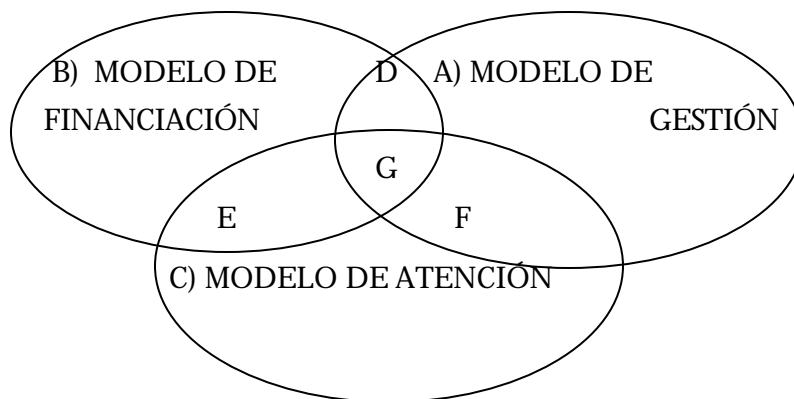 B) MODELO DE D A) MODELO DE
FINANCIACIÓN GESTIÓN
G
E F
C) MODELO DE ATENCIÓN